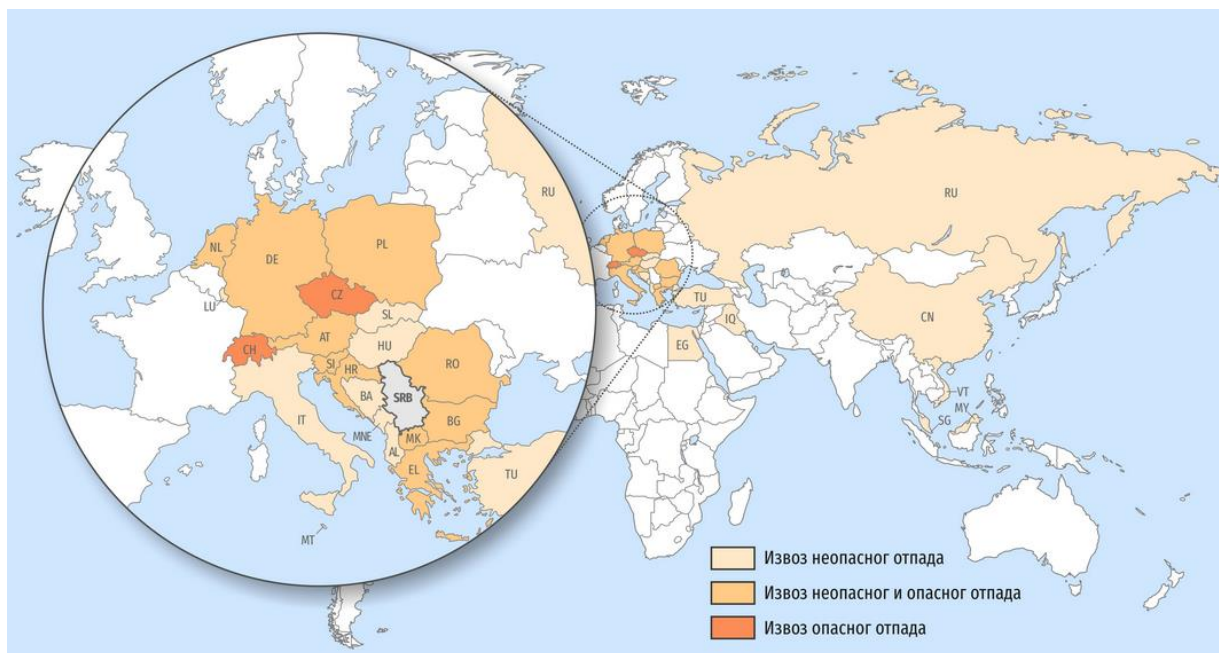 RU
NL
DE
PL
LU
CZ
SL
CH
AT
HU
SI
HR
RO
BA
SRB
IT
BG
MNE
MK
AL
EL
TU
MT
RU
TU
CN
IQ
EG
VT
MY
SG
Извоз неопасног отпада
Извоз неопасног и опасног отпада
Извоз опасног отпада